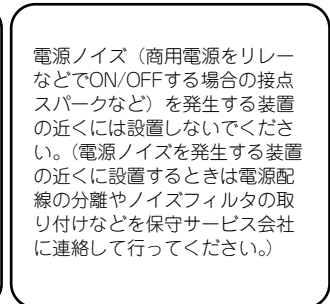 電源ノイズ（商用電源をリレー
などでON/OFFする場合の接点
スパークなど）を発生する装置
の近くには設置しないでくださ
い。（電源ノイズを発生する装置
の近くに設置するときは電源配
線の分離やノイズフィルタの取
り付けなどを保守サービス会社
に連絡して行ってください。）